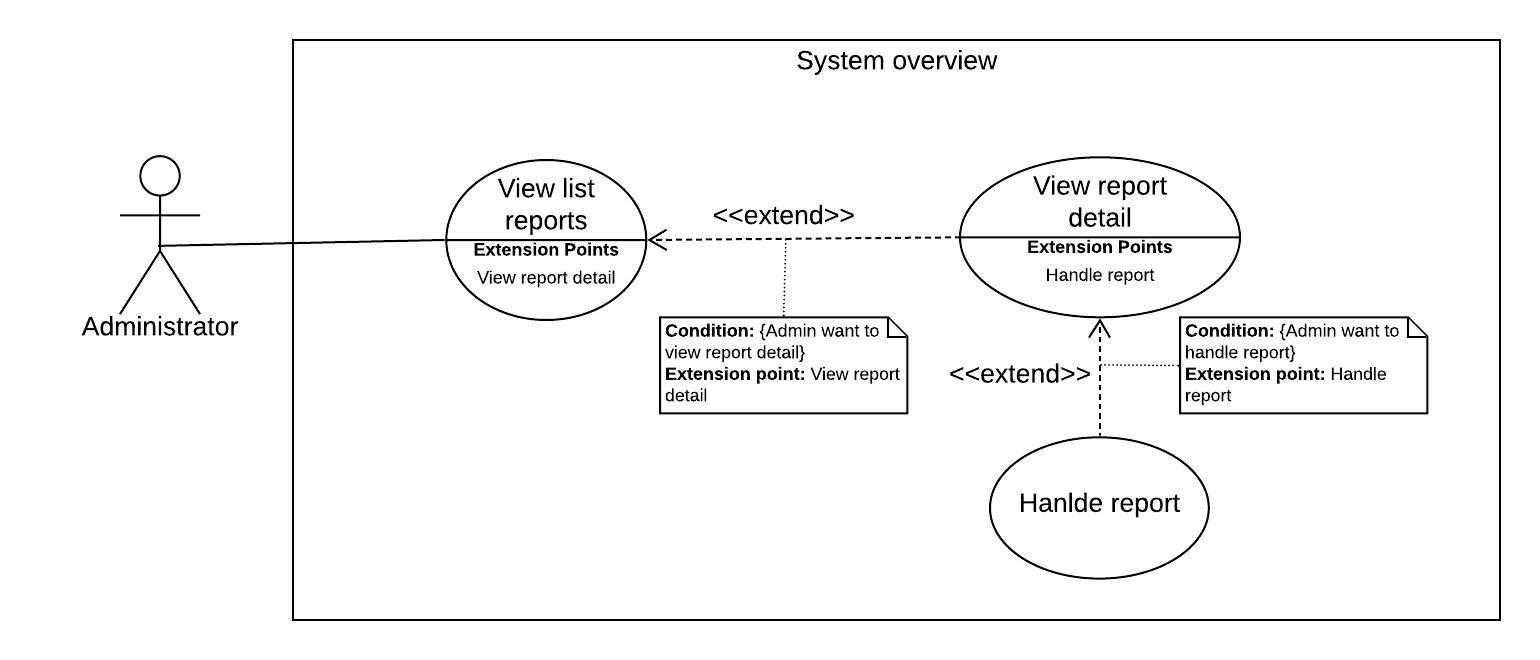 System overview
View list
reports
Extension Points
View report detail
<<extend>>
View report
detail
Extension Points
Handle report
Administrator
Condition: {Admin want to
view report detail}
Extension point: View report
detail
<<extend>>
Condition: {Admin want to
handle report}
Extension point: Handle
report
Hanlde report